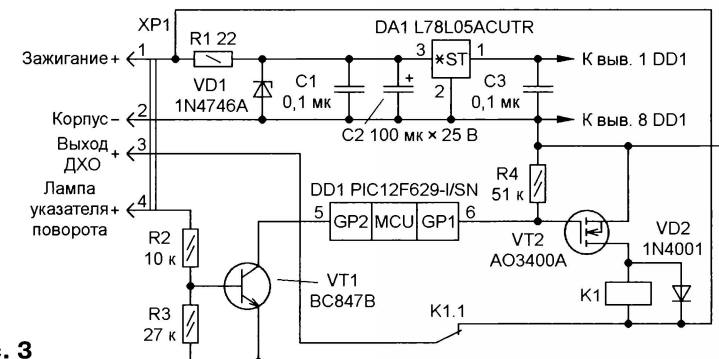 XP1
DA1 L78L05ACUTR
1
R1 22
3
✶ST
1
Зажигание +
К выв. 1 DD1
VD1
1N4746A
C1
0,1 мк
+
2
C3
0,1 мк
2
Корпус –
C2 100 мк × 25 В
К выв. 8 DD1
3
Выход
ДХО +
R4
51 к
Лампа
указателя +
поворота
4
DD1 PIC12F629-I/SN
5
GP2
MCU
GP1
6
R2
10 к
VT2
AO3400A
VD2
1N4001
VT1
BC847B
K1
R3
27 к
K1.1
с. 3